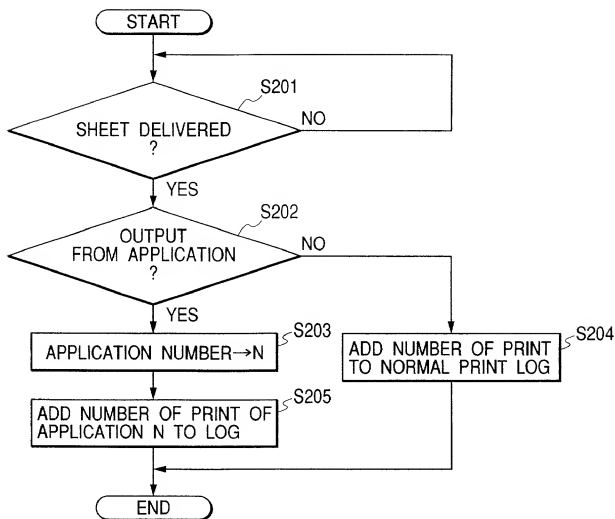 START
S201
SHEET DELIVERED
?
NO
YES
S202
OUTPUT
FROM APPLICATION
?
NO
YES
S203
APPLICATION NUMBER→N
S204
ADD NUMBER OF PRINT
TO NORMAL PRINT LOG
S205
ADD NUMBER OF PRINT OF
APPLICATION N TO LOG
END